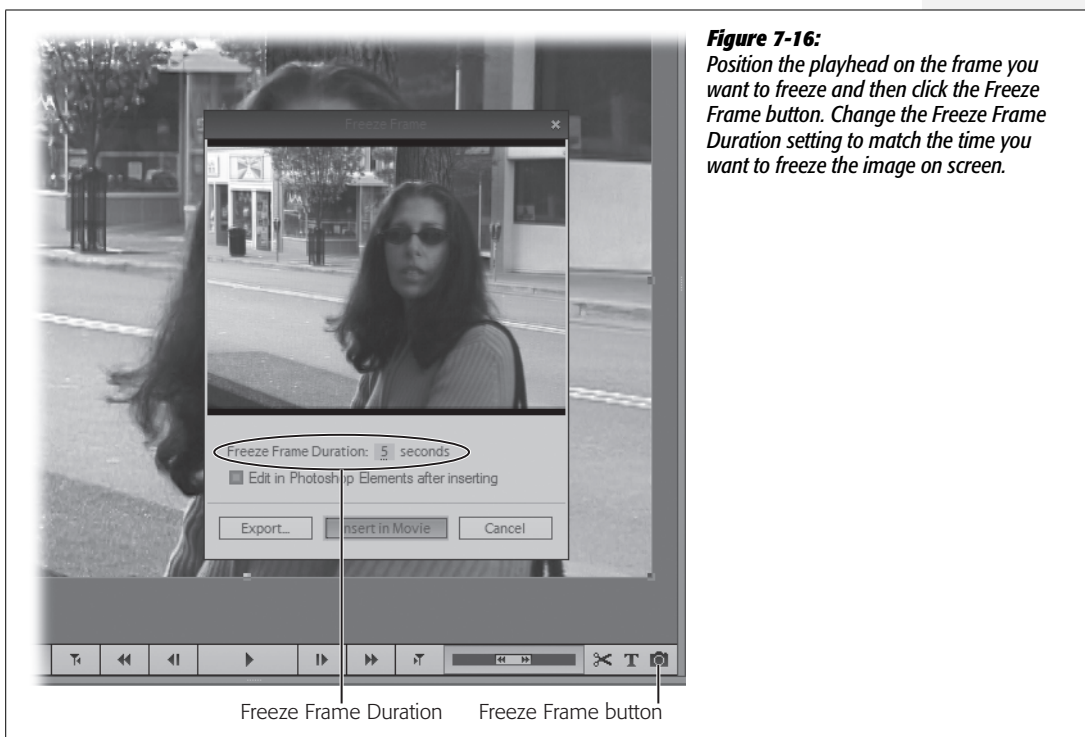 Figure 7-16:
Position the playhead on the frame you
want to freeze and then click the Freeze
Frame button. Change the Freeze Frame
Duration setting to match the time you
want to freeze the image on screen.
Freeze Frame
Freeze Frame Duration: 5 seconds
Edit in Photoshop Elements after inserting
Export...
Insert in Movie
Cancel
T
Freeze Frame Duration
Freeze Frame button